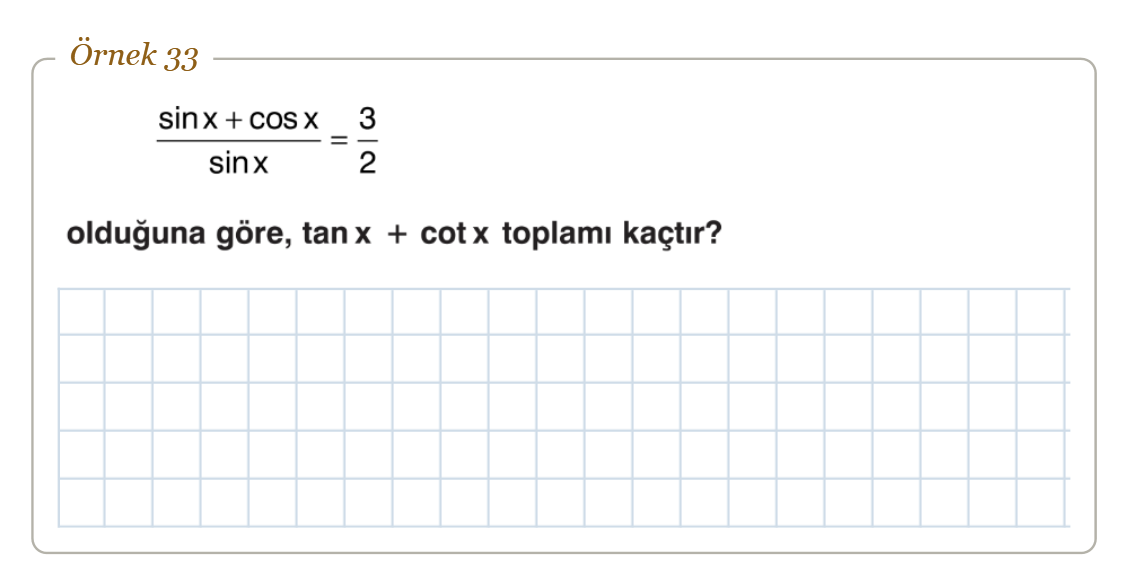 Örnek 33
sin x + cos x / sin x = 3 / 2
olduğuna göre, tan x + cot x toplamı kaçtır?